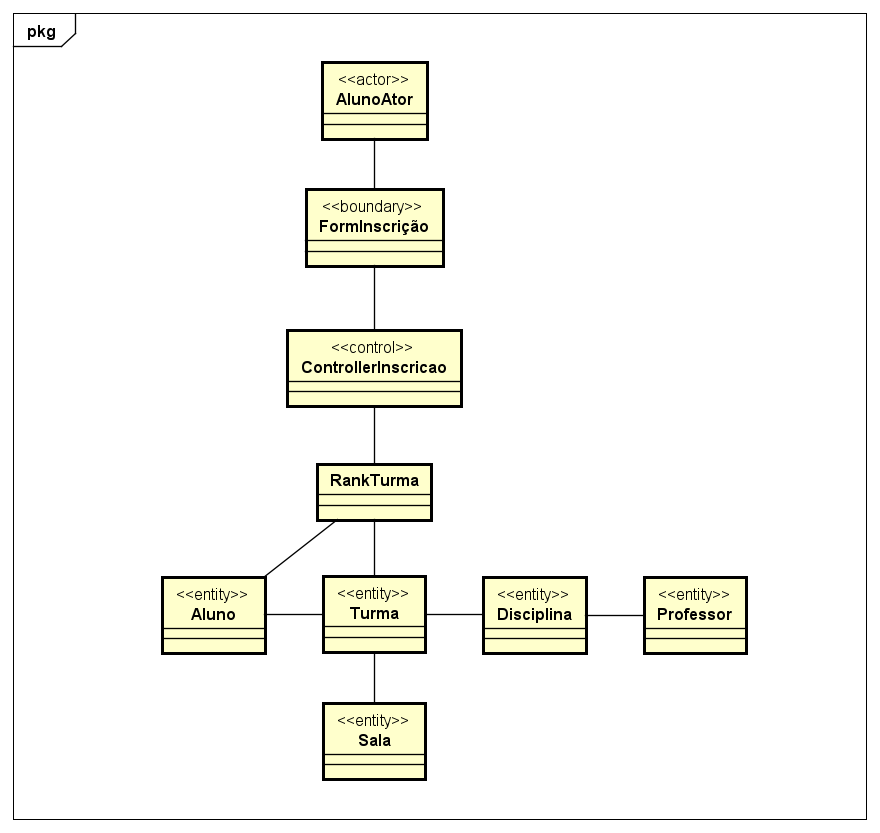 pkg
<<actor>>
AlunoAtor
<<boundary>>
FormInscrição
<<control>>
ControllerInscricao
RankTurma
<<entity>>
Aluno
<<entity>>
Turma
<<entity>>
Disciplina
<<entity>>
Professor
<<entity>>
Sala